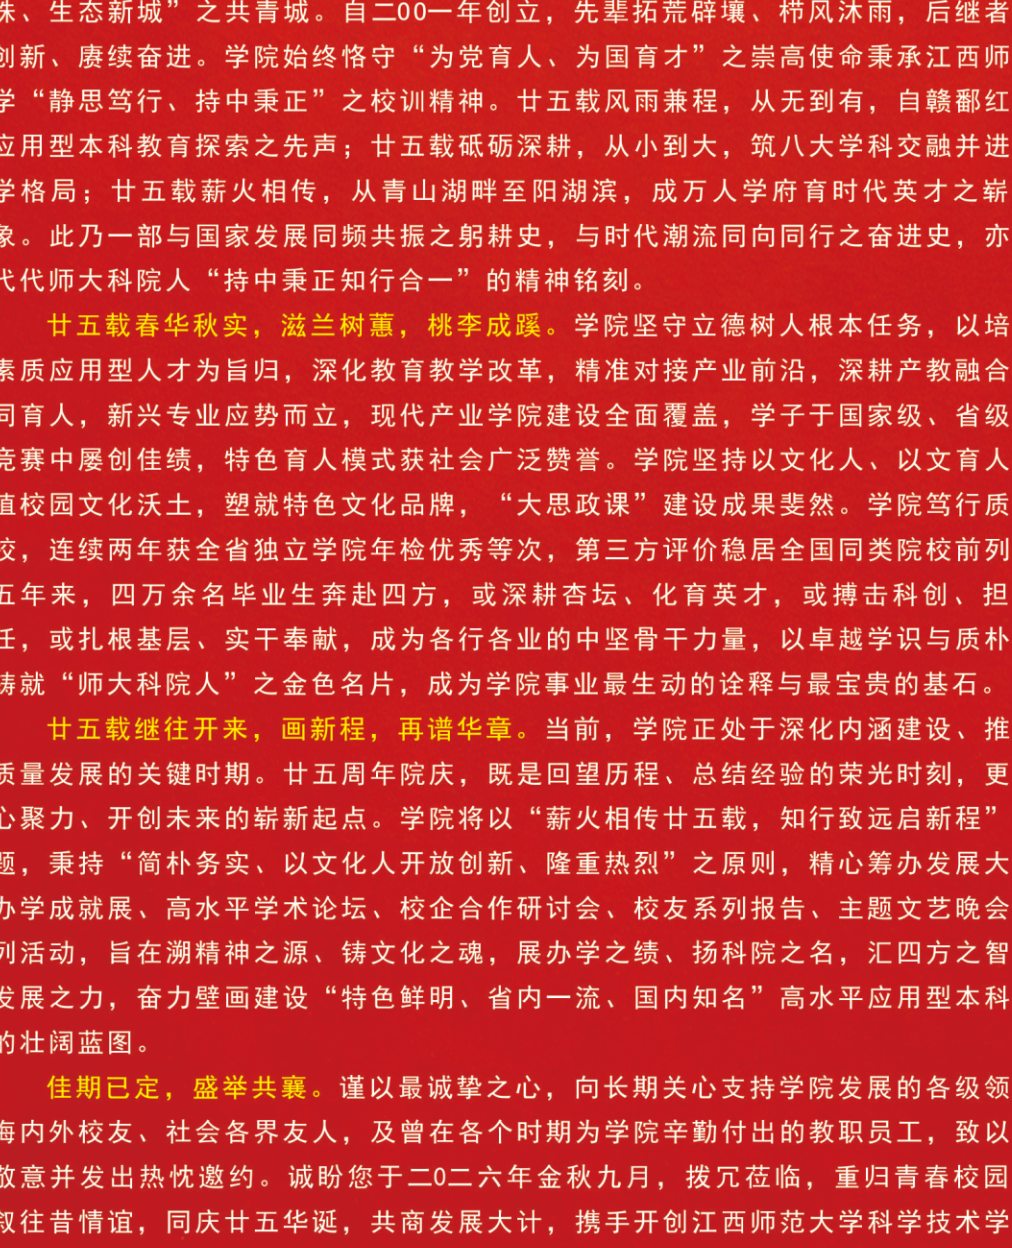 、生态新城”之共青城。自二00一年创立，先辈拓荒辟壤、栉风沐雨，后继者
创新、赓续奋进。学院始终恪守“为党育人、为国育才”之崇高使命秉承江西师
学“静思笃行、持中秉正”之校训精神。廿五载风雨兼程，从无到有，自赣鄱红
应用型本科教育探索之先声；廿五载砥砺深耕，从小到大，筑八大学科交融并进
学格局；廿五载薪火相传，从青山湖畔至阳湖滨，成万人学府育时代英才之崭
象。此乃一部与国家发展同频共振之躬耕史，与时代潮流同向同行之奋进史，亦
代代师大科院人“持中秉正知行合一”的精神铭刻。
廿五载春华秋实，滋兰树蕙，桃李成蹊。学院坚守立德树人根本任务，以培
素质应用型人才为旨归，深化教育教学改革，精准对接产业前沿，深耕产教融合
同育人，新兴专业应势而立，现代产业学院建设全面覆盖，学子于国家级、省级
竞赛中屡创佳绩，特色育人模式获社会广泛赞誉。学院坚持以文化人、以文育人
植校园文化沃土，塑就特色文化品牌，“大思政课”建设成果斐然。学院笃行质
校，连续两年获全省独立学院年检优秀等次，第三方评价稳居全国同类院校前列
五年来，四万余名毕业生奔赴四方，或深耕杏坛、化育英才，或搏击科创、担
任，或扎根基层、实干奉献，成为各行各业的中坚骨干力量，以卓越学识与质朴
铸就“师大科院人”之金色名片，成为学院事业最生动的诠释与最宝贵的基石。
廿五载继往开来，画新程，再谱华章。当前，学院正处于深化内涵建设、推
质量发展的关键时期。廿五周年院庆，既是回望历程、总结经验的荣光时刻，更
心聚力、开创未来的崭新起点。学院将以“薪火相传廿五载，知行致远启新程”
题，秉持“简朴务实、以文化人开放创新、隆重热烈”之原则，精心筹办发展大
办学成就展、高水平学术论坛、校企合作研讨会、校友系列报告、主题文艺晚会
列活动，旨在溯精神之源、铸文化之魂，展办学之绩、扬科院之名，汇四方之智
发展之力，奋力壁画建设“特色鲜明、省内一流、国内知名”高水平应用型本科
的壮阔蓝图。
佳期已定，盛举共襄。谨以最诚挚之心，向长期关心支持学院发展的各级领
海内外校友、社会各界友人，及曾在各个时期为学院辛勤付出的教职员工，致以
敬意并发出热忱邀约。诚盼您于二0二六年金秋九月，拨冗莅临，重归青春校园
叙往昔情谊，同庆廿五华诞，共商发展大计，携手开创江西师范大学科学技术学